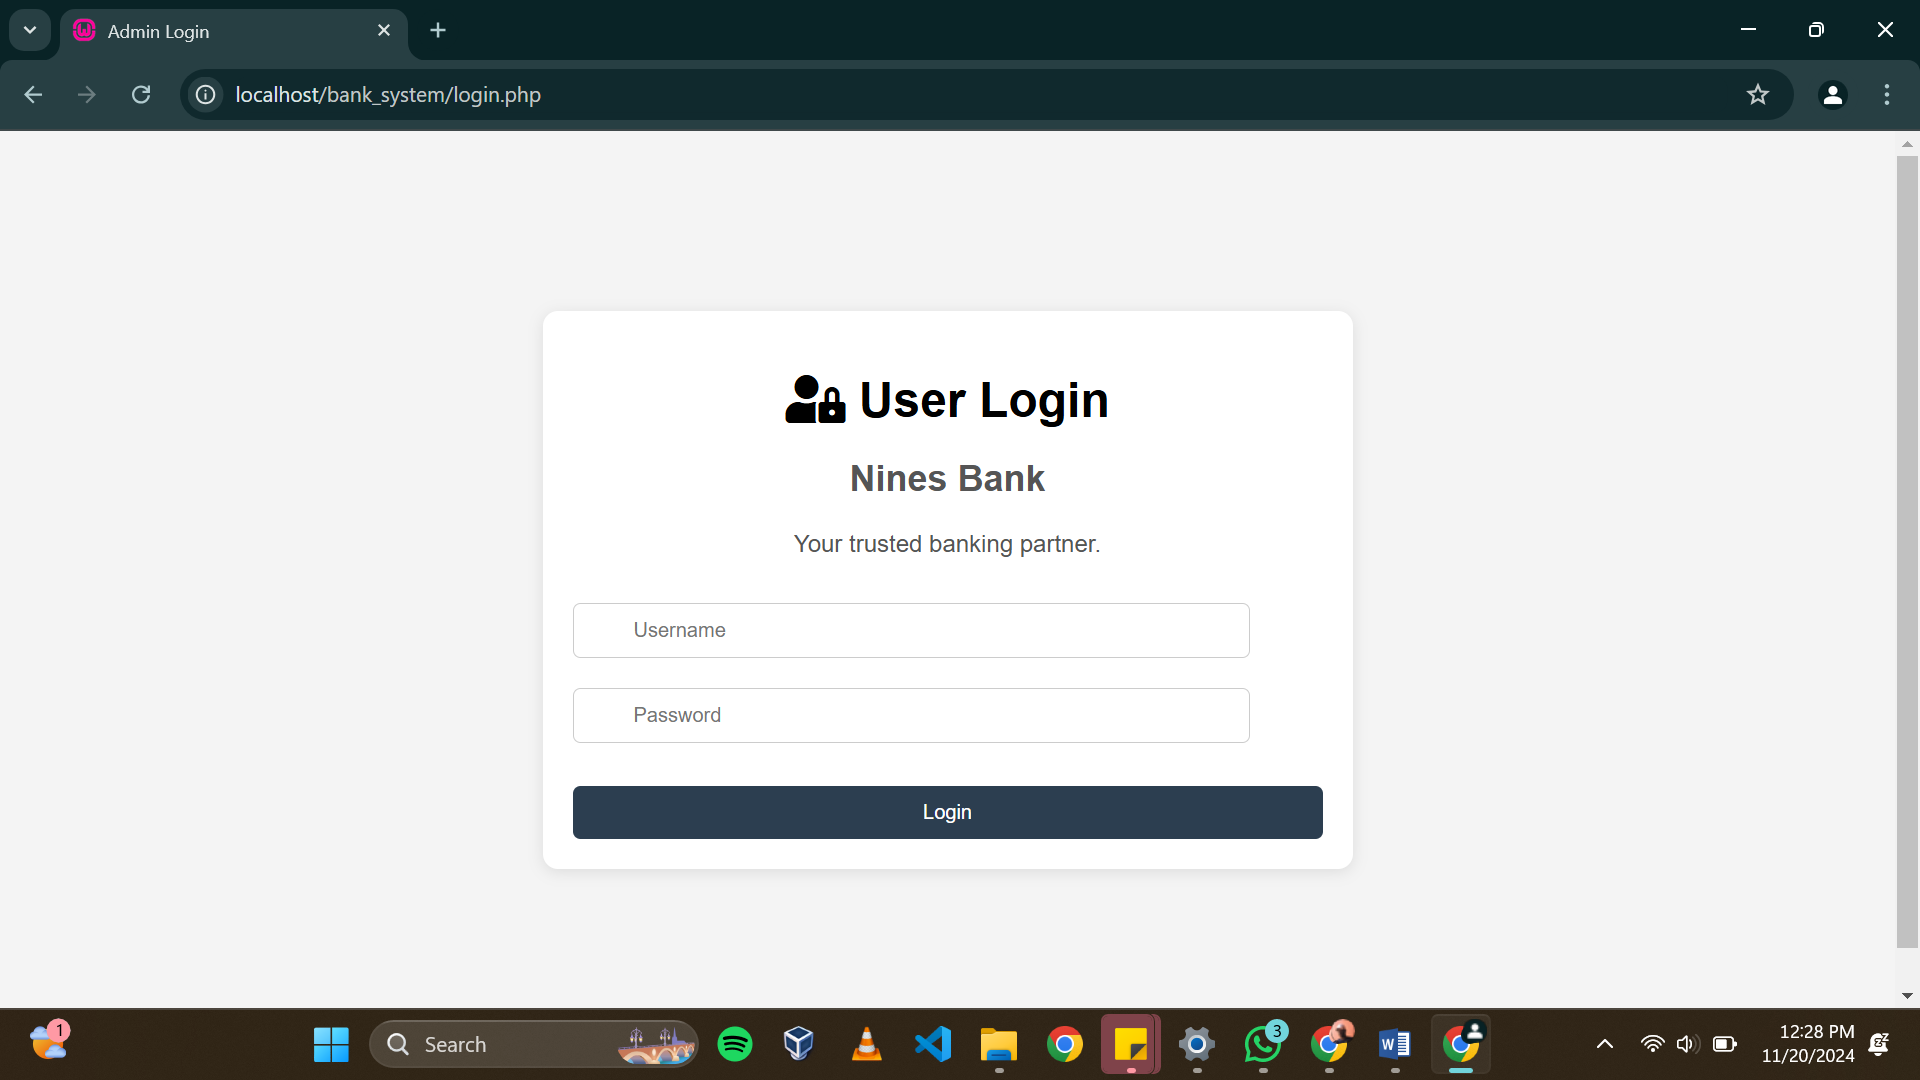 Admin Login
localhost/bank_system/login.php
User Login
Nines Bank
Your trusted banking partner.
Username
Password
Login
1
Search
3
12:28 PM
11/20/2024